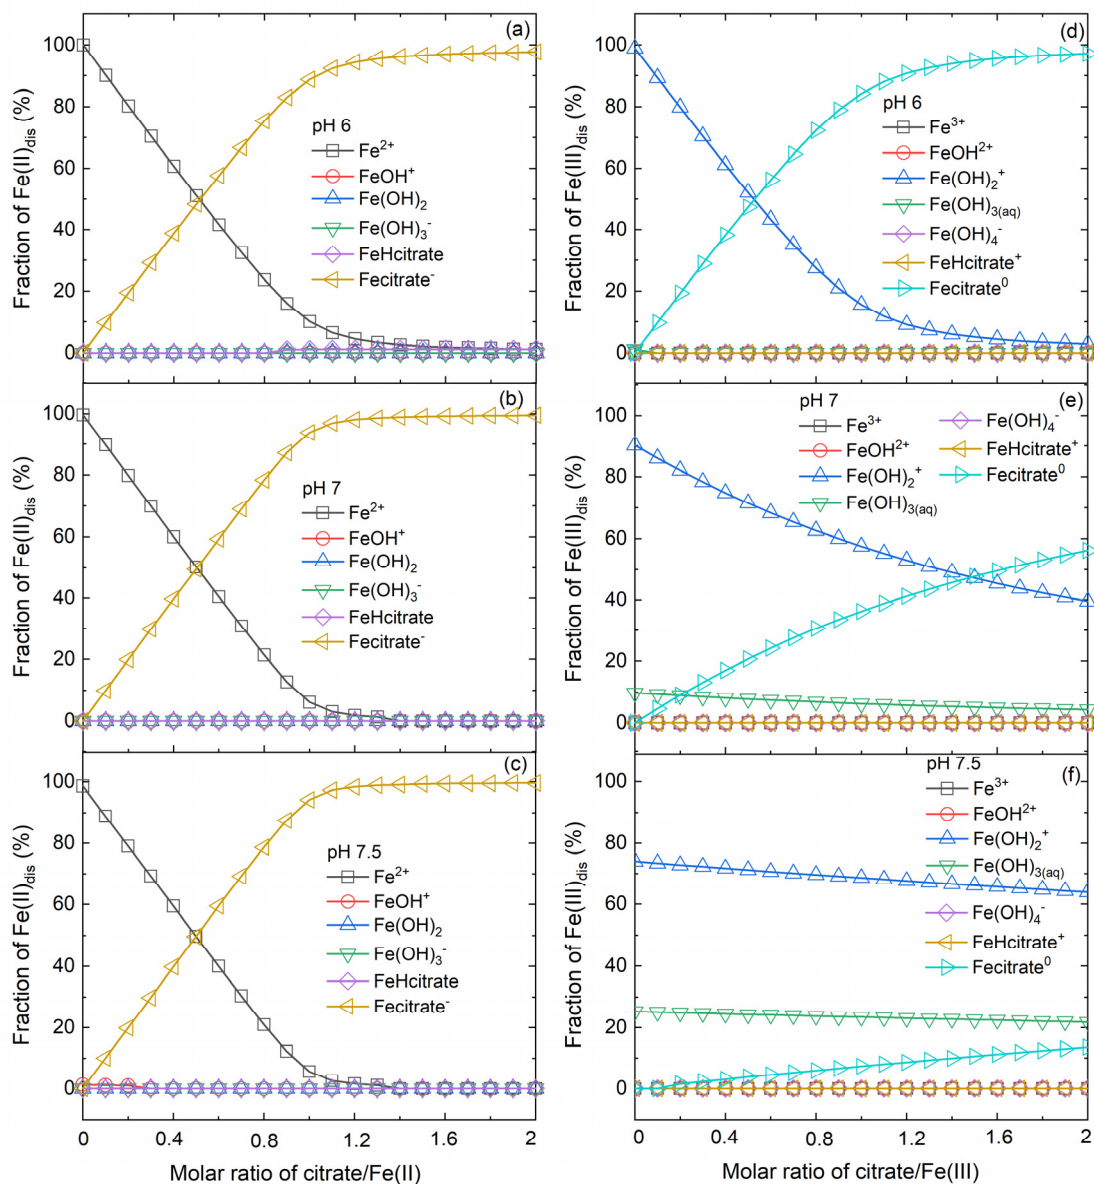 (a)
100
80
60
40
20
0
Fraction of Fe(II)dis (%)
pH 6
Fe2+
FeOH+
Fe(OH)2
Fe(OH)3-
FeHcitrate
Fecitrate-
(b)
100
80
60
40
20
0
Fraction of Fe(II)dis (%)
pH 7
Fe2+
FeOH+
Fe(OH)2
Fe(OH)3-
FeHcitrate
Fecitrate-
(c)
100
80
60
40
20
0
Fraction of Fe(II)dis (%)
pH 7.5
Fe2+
FeOH+
Fe(OH)2
Fe(OH)3-
FeHcitrate
Fecitrate-
0 0.4 0.8 1.2 1.6 2
Molar ratio of citrate/Fe(II)
(d)
100
80
60
40
20
0
Fraction of Fe(III)dis (%)
pH 6
Fe3+
FeOH2+
Fe(OH)2+
Fe(OH)3(aq)
Fe(OH)4-
FeHcitrate+
Fecitrate0
(e)
100
80
60
40
20
0
Fraction of Fe(III)dis (%)
pH 7
Fe3+
FeOH2+
Fe(OH)2+
Fe(OH)3(aq)
Fe(OH)4-
FeHcitrate+
Fecitrate0
(f)
100
80
60
40
20
0
Fraction of Fe(III)dis (%)
pH 7.5
Fe3+
FeOH2+
Fe(OH)2+
Fe(OH)3(aq)
Fe(OH)4-
FeHcitrate+
Fecitrate0
0 0.4 0.8 1.2 1.6 2
Molar ratio of citrate/Fe(III)